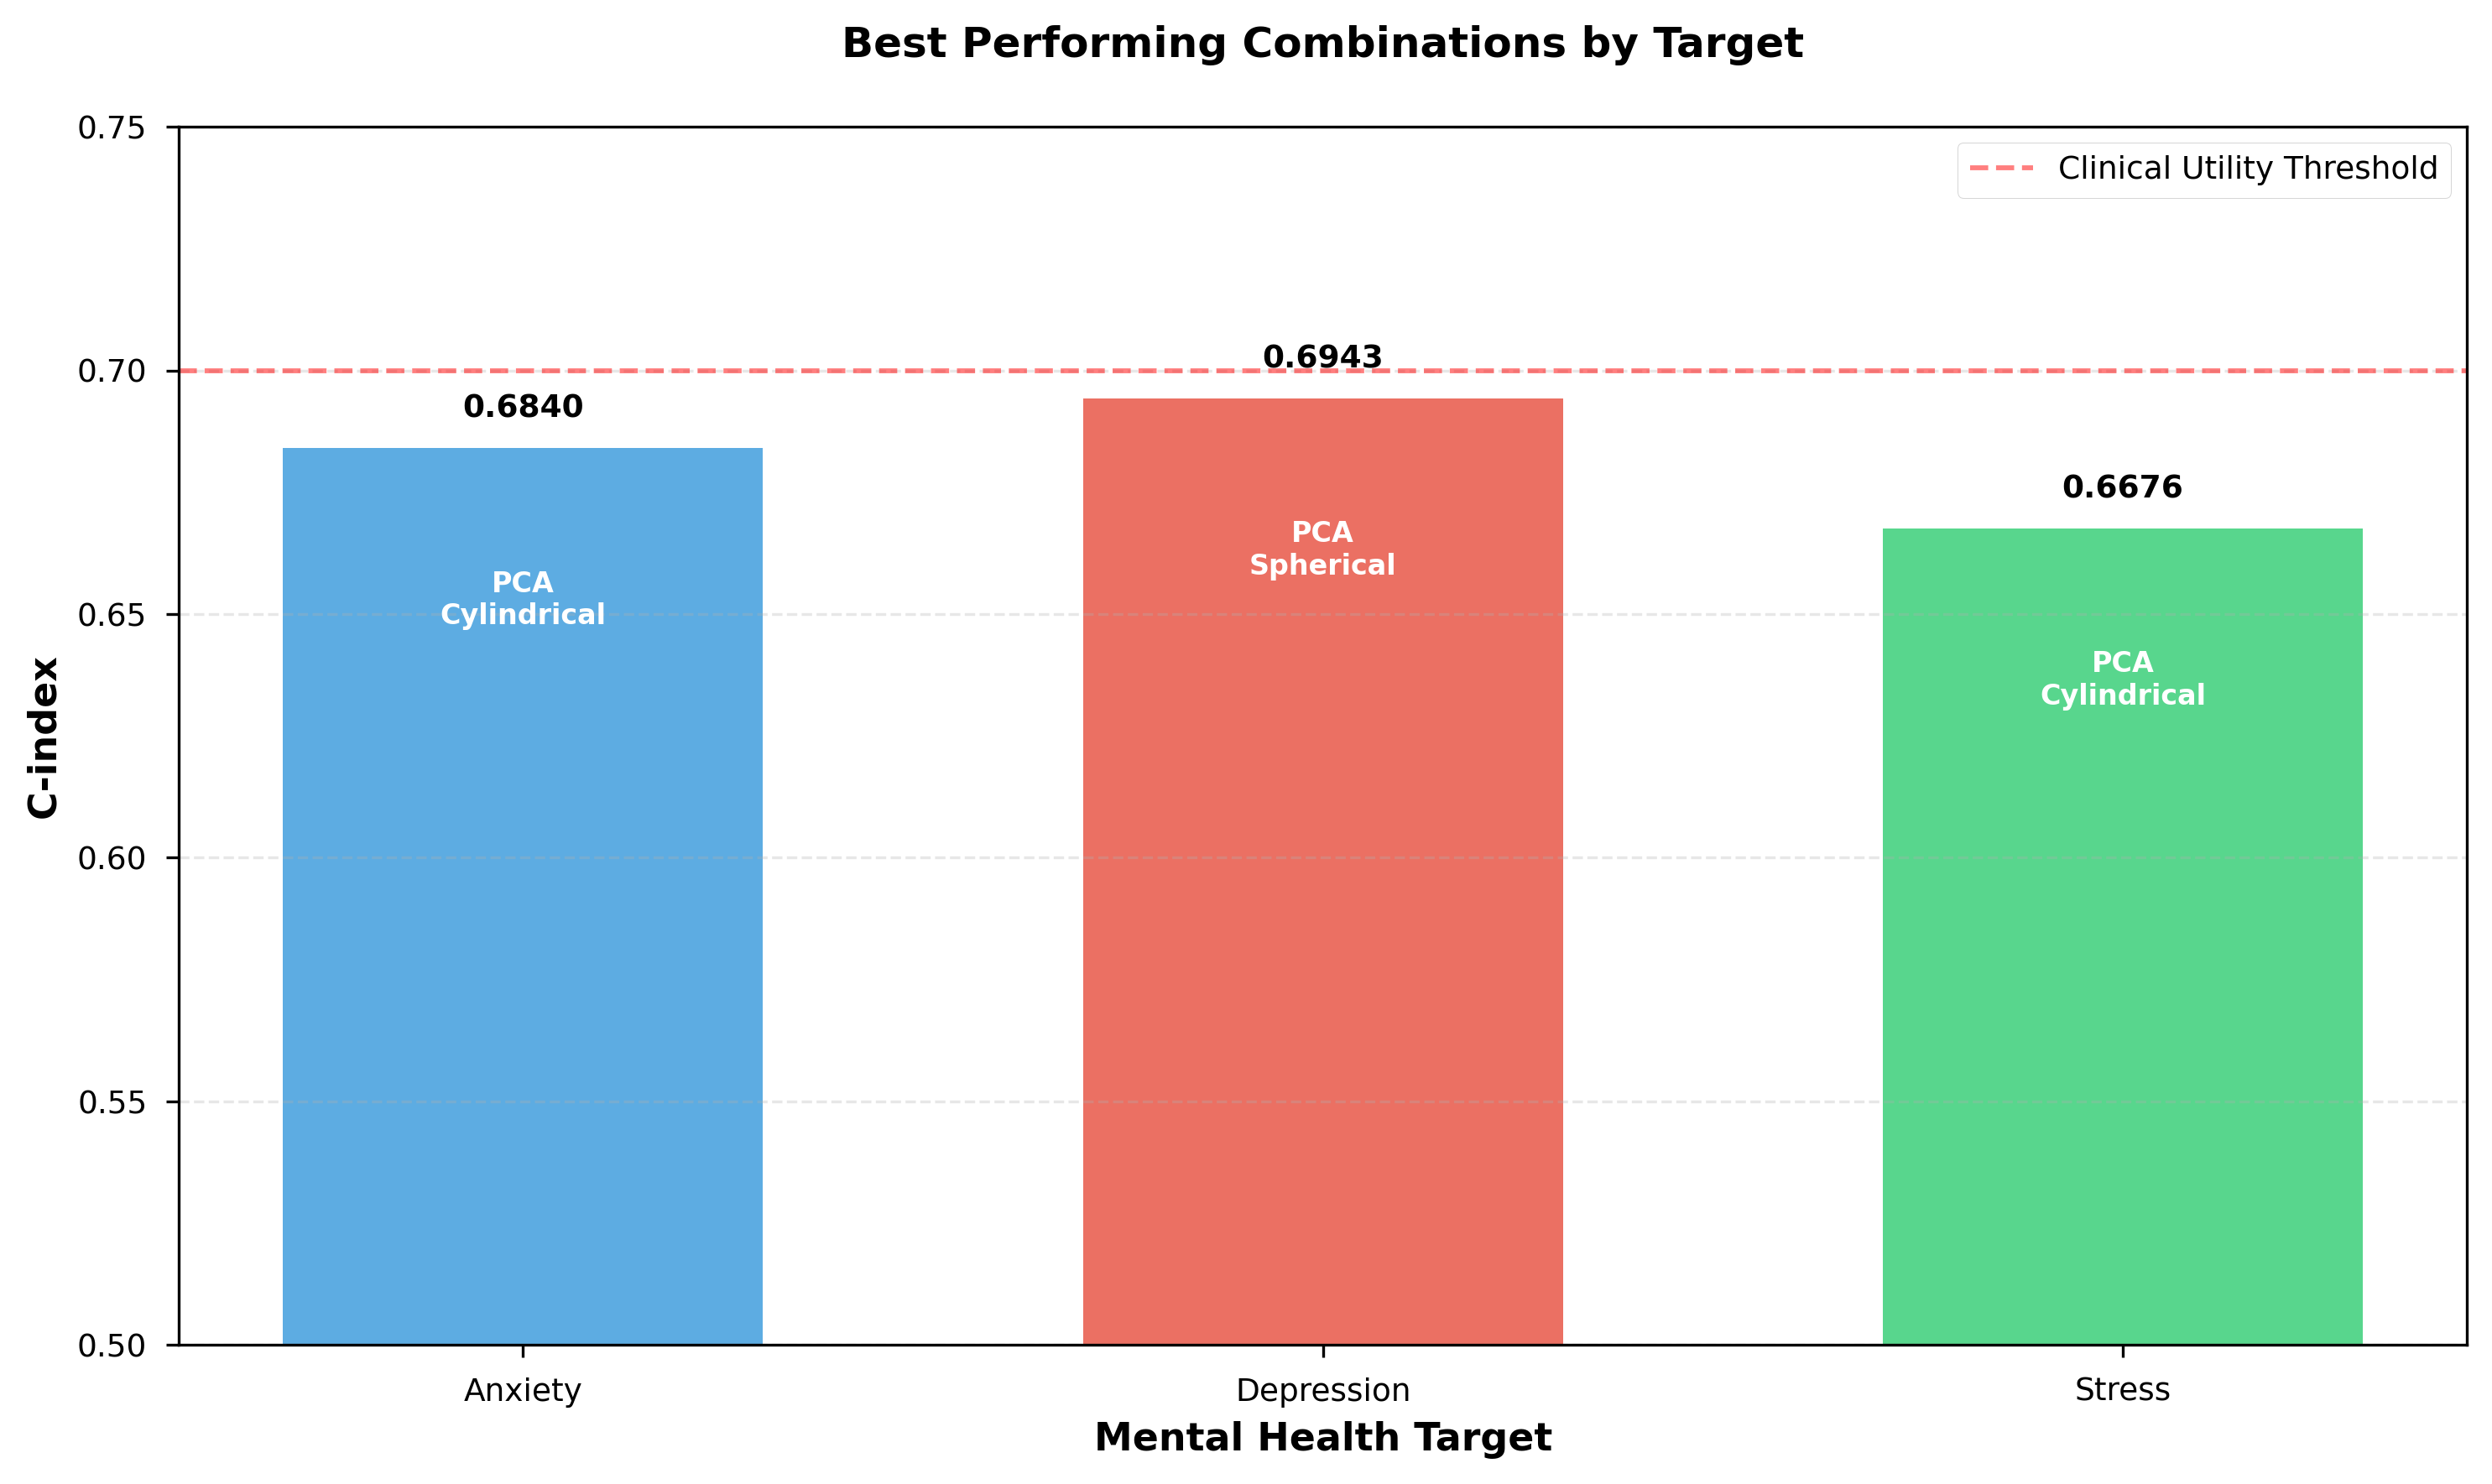 Best Performing Combinations by Target
0.75
Clinical Utility Threshold
0.70
0.6943
0.6840
0.6676
PCA
Spherical
PCA
Cylindrical
0.65
PCA
Cylindrical
C-index
0.60
0.55
0.50
Anxiety
Depression
Stress
Mental Health Target